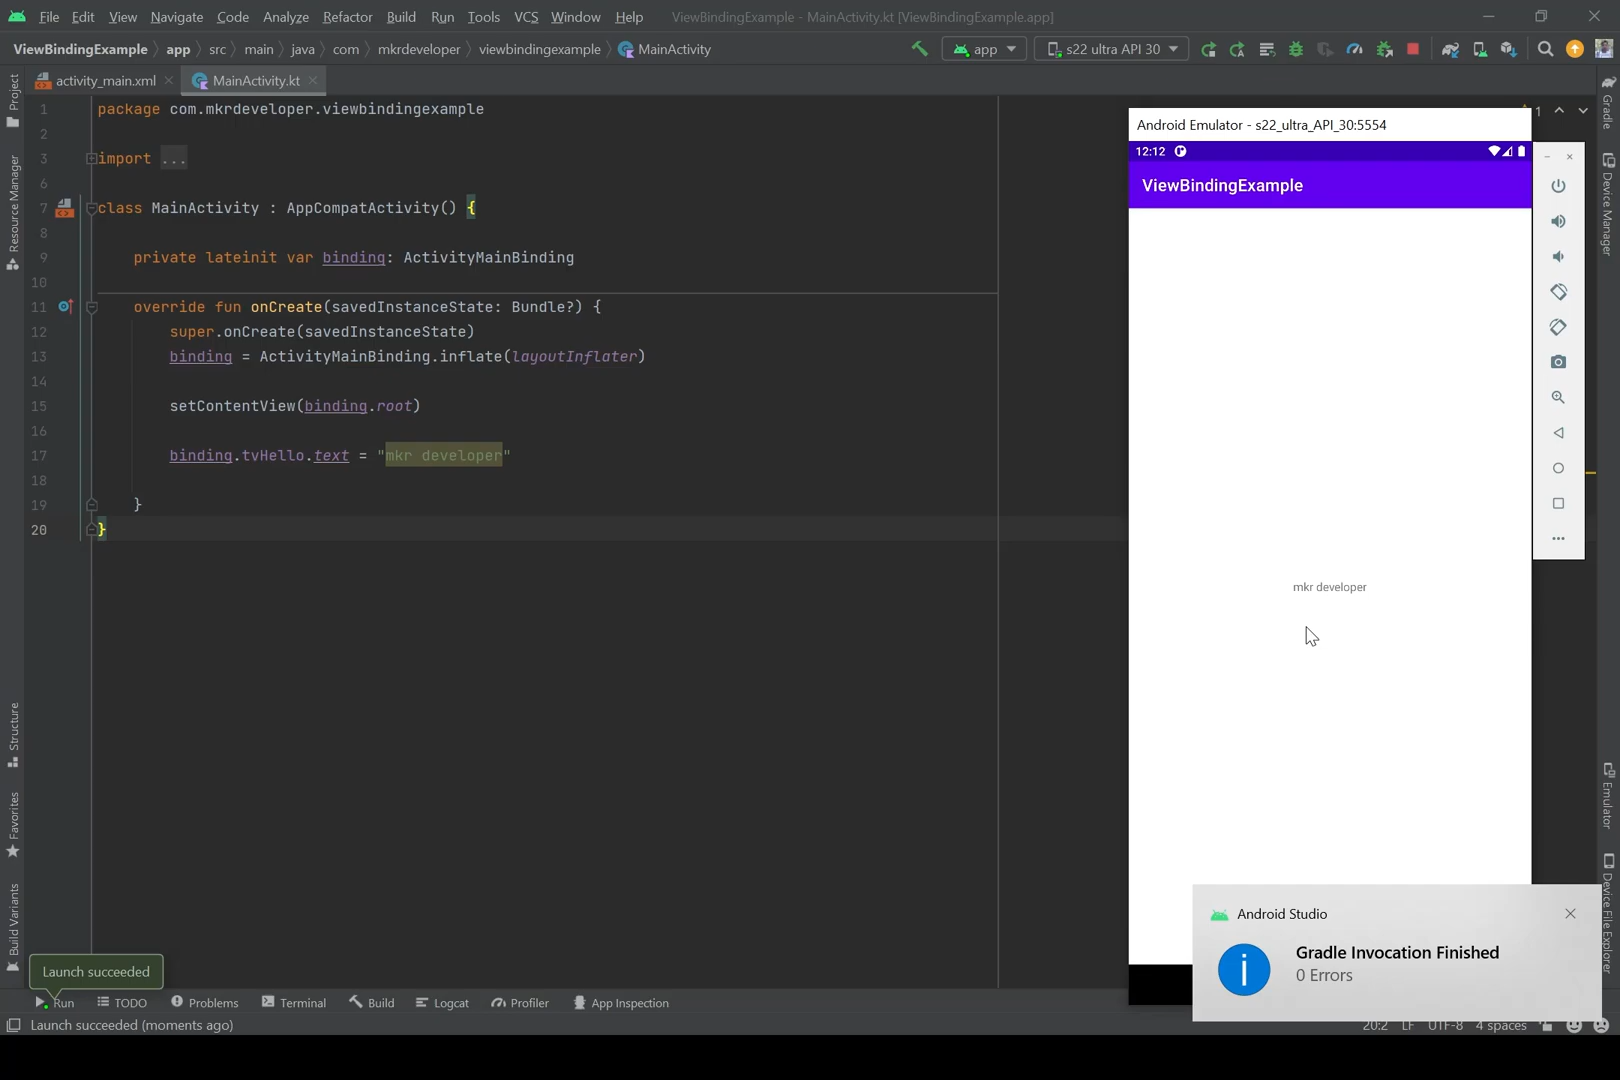 File Edit View Navigate Code Analyze Refactor Build Run Tools VCS Window Help ViewBindingExample - MainActivity.kt [ViewBindingExample.app]
ViewBindingExample app src main java com mkrdeveloper viewbindingexample MainActivity app s22 ultra API 30
activity_main.xml MainActivity.kt
Project
Resource Manager
Structure
Favorites
Build Variants
1 package com.mkrdeveloper.viewbindingexample
2
3 import ...
6
7 class MainActivity : AppCompatActivity() {
8
9 private lateinit var binding: ActivityMainBinding
10
11 override fun onCreate(savedInstanceState: Bundle?) {
12 super.onCreate(savedInstanceState)
13 binding = ActivityMainBinding.inflate(layoutInflater)
14
15 setContentView(binding.root)
16
17 binding.tvHello.text = "mkr developer"
18
19 }
20 }
1
Android Emulator - s22_ultra_API_30:5554
12:12
ViewBindingExample
mkr developer
Gradle
Device Manager
Emulator
Device File Explorer
Android Studio
Gradle Invocation Finished
0 Errors
Launch succeeded
Run TODO Problems Terminal Build Logcat Profiler App Inspection
Launch succeeded (moments ago) 20:2 LF UTF-8 4 spaces